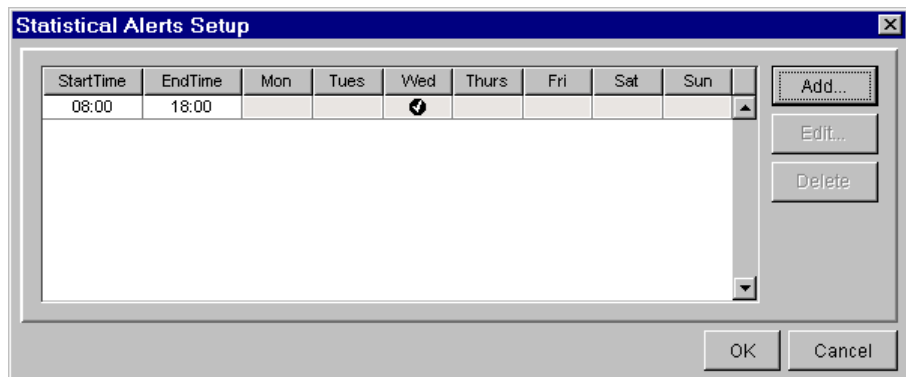 Statistical Alerts Setup
StartTime EndTime Mon Tues Wed Thurs Fri Sat Sun
08:00 18:00
Add...
Edit...
Delete
OK Cancel